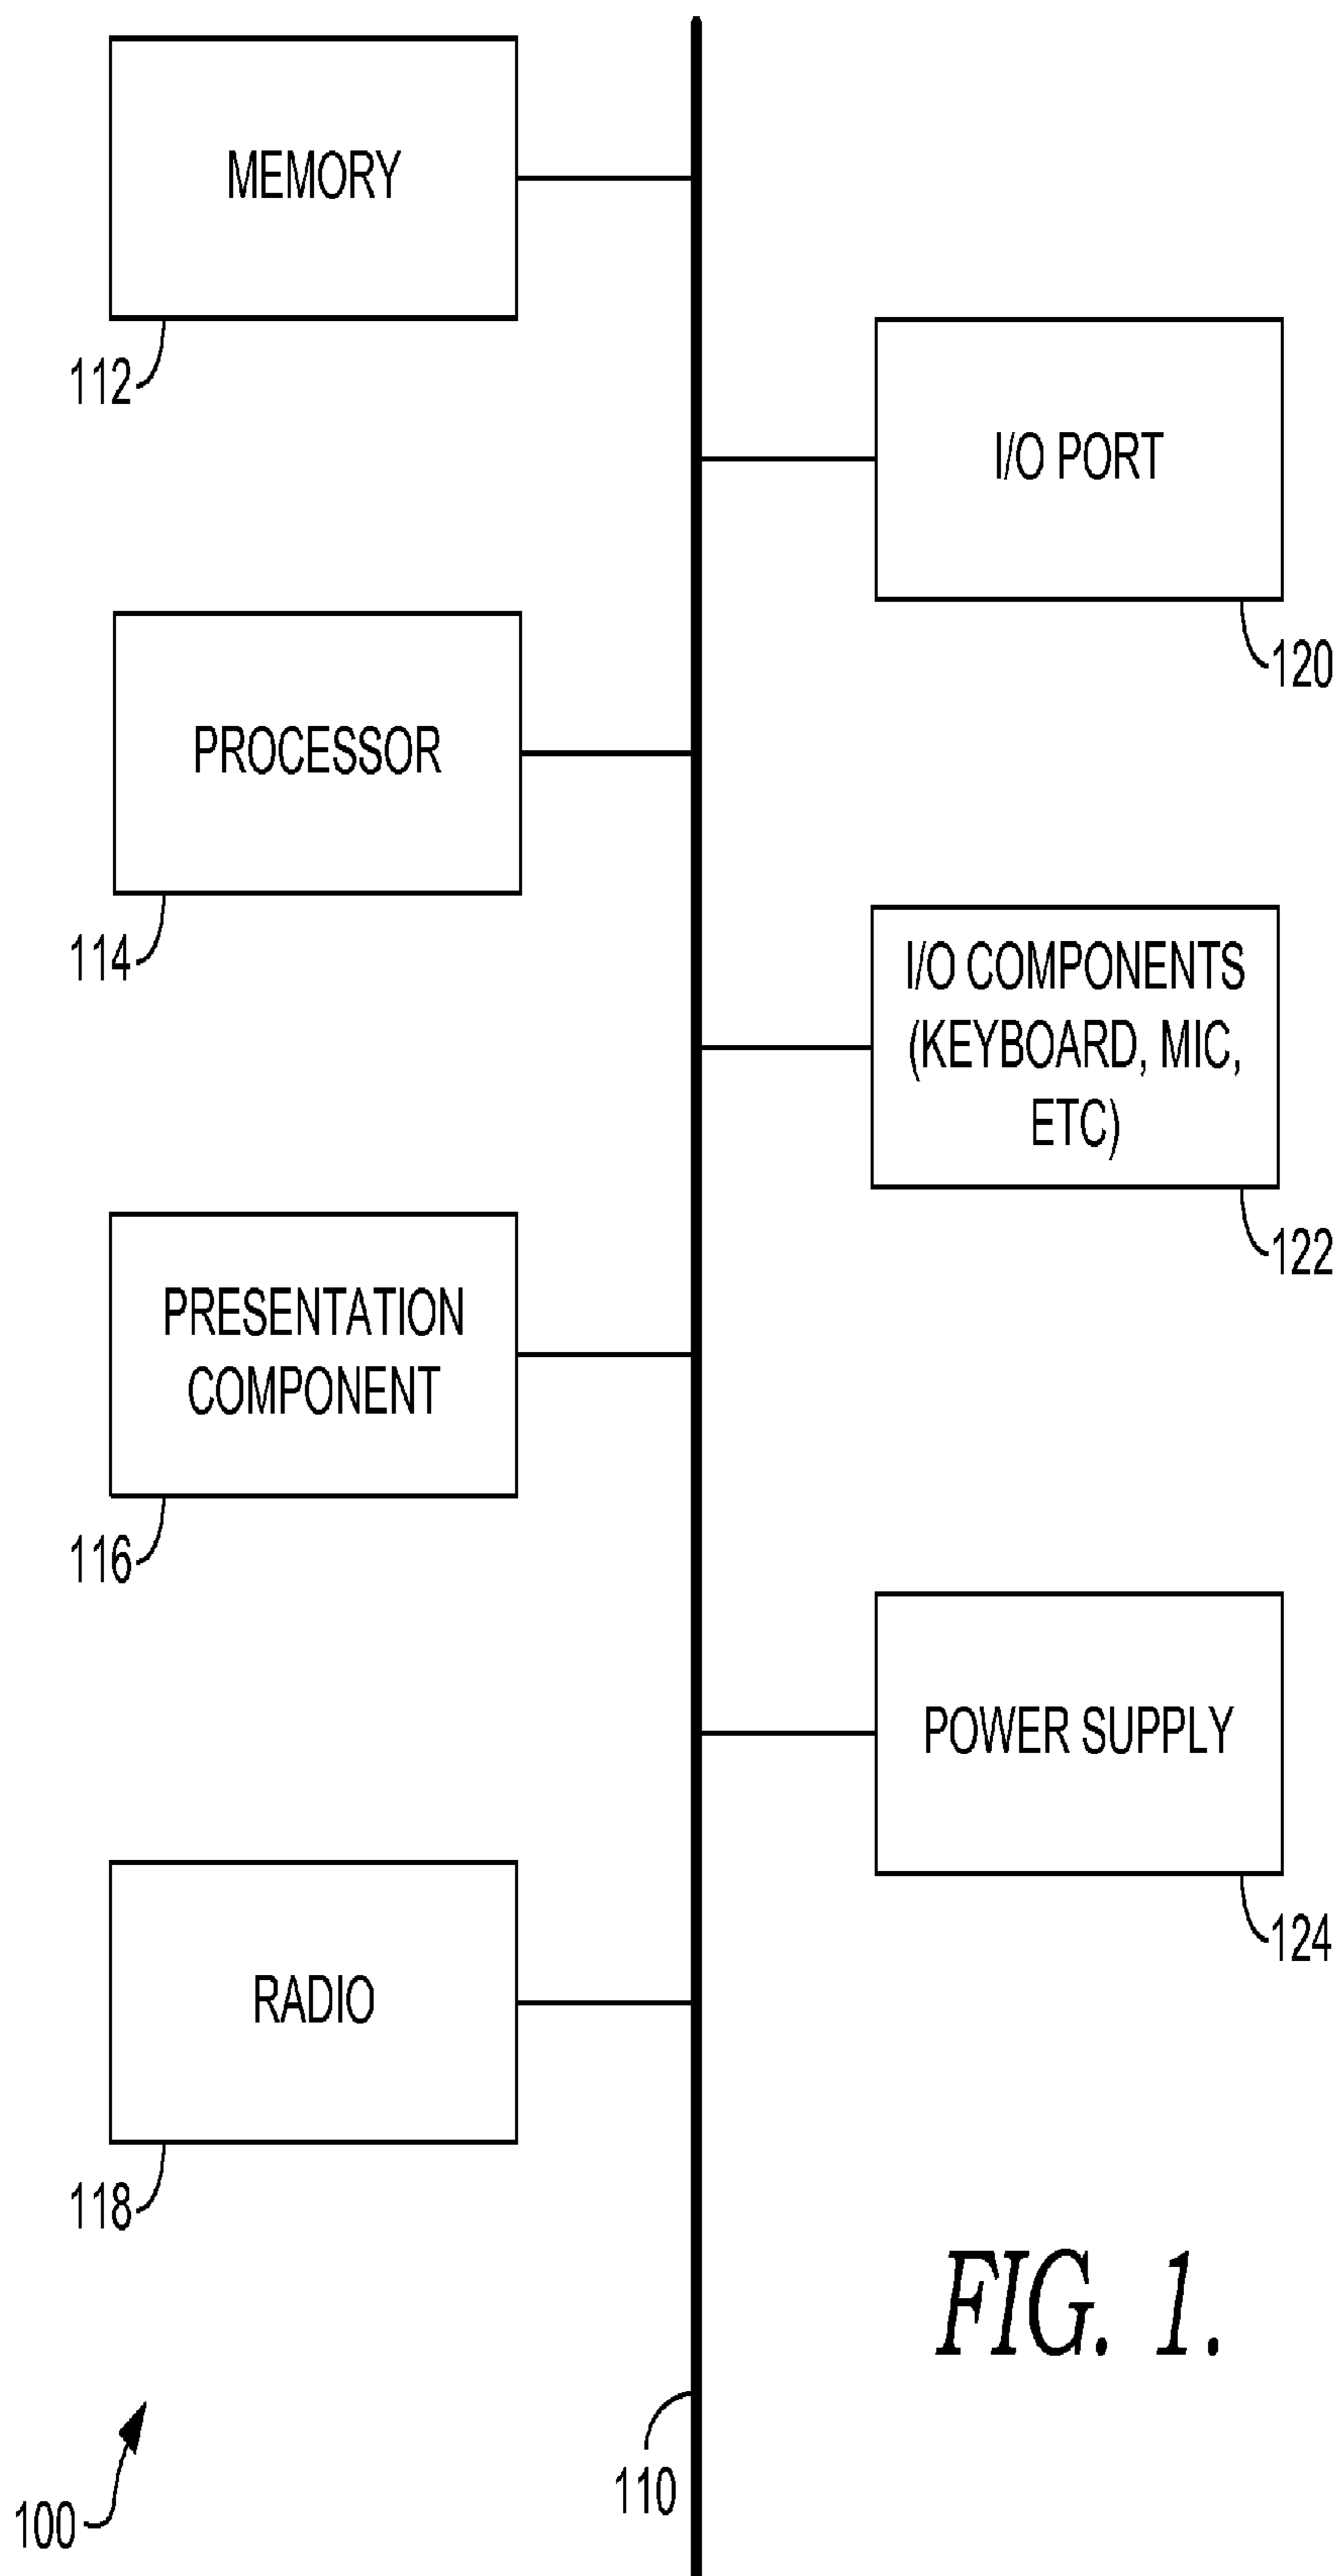 MEMORY
112
I/O PORT
120
PROCESSOR
114
I/O COMPONENTS
(KEYBOARD, MIC,
ETC)
122
PRESENTATION
COMPONENT
116
POWER SUPPLY
124
RADIO
118
FIG. 1.
110
100